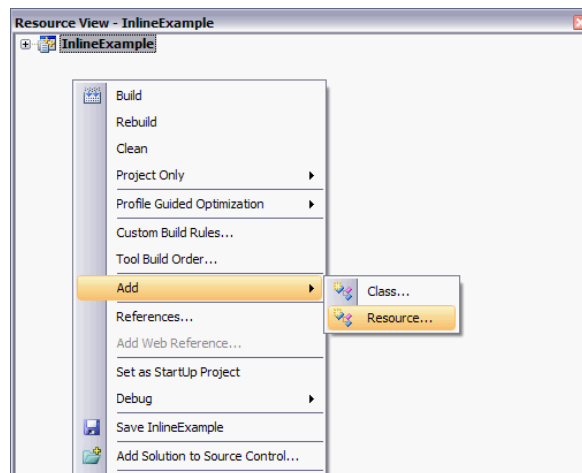 Resource View - InlineExample
InlineExample
Build
Rebuild
Clean
Project Only
Profile Guided Optimization
Custom Build Rules...
Tool Build Order...
Add
Class...
Resource...
References...
Add Web Reference...
Set as StartUp Project
Debug
Save InlineExample
Add Solution to Source Control...